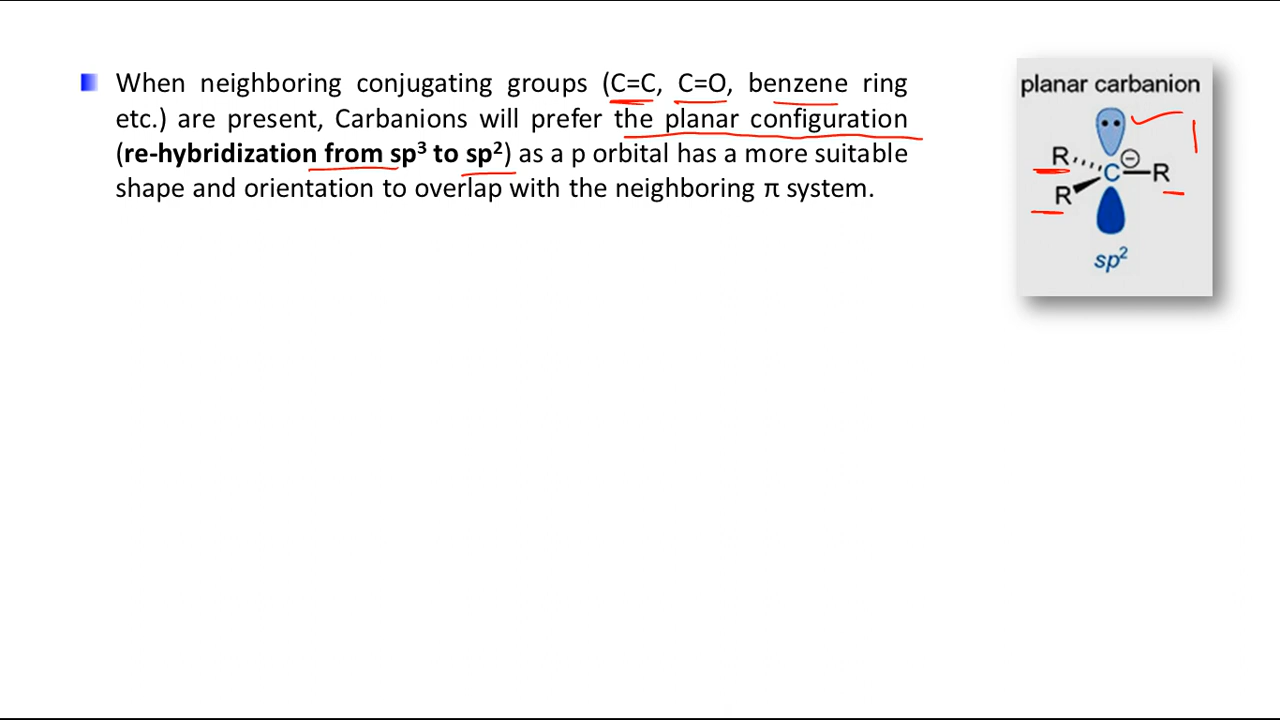 When neighboring conjugating groups (C=C, C=O, benzene ring
etc.) are present, Carbanions will prefer the planar configuration
(re-hybridization from sp³ to sp²) as a p orbital has a more suitable
shape and orientation to overlap with the neighboring π system.
planar carbanion
R
C
R
R
sp²